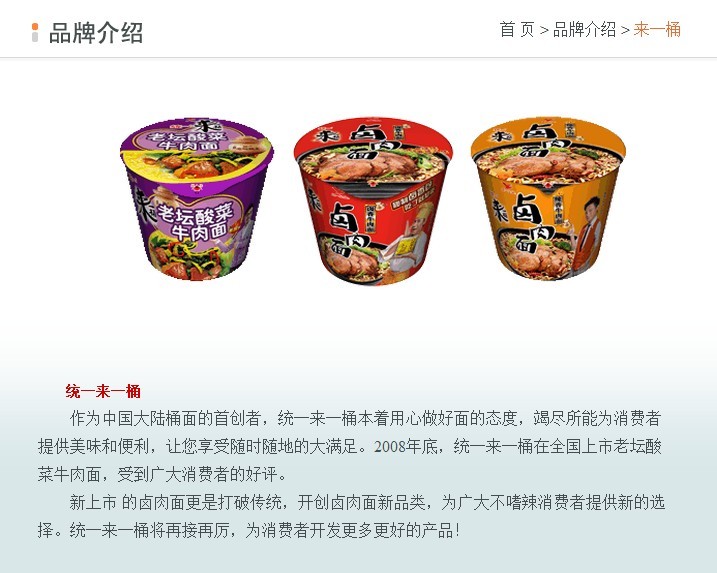 品牌介绍
首 页 > 品牌介绍 > 来一桶
老坛酸菜
牛肉面
老坛酸菜
牛肉面
卤肉面
卤肉面
卤肉面
卤肉面
统一来一桶
作为中国大陆桶面的首创者，统一来一桶本着用心做好面的态度，竭尽所能为消费者
提供美味和便利，让您享受随时随地的大满足。2008年底，统一来一桶在全国上市老坛酸
菜牛肉面，受到广大消费者的好评。
新上市 的卤肉面更是打破传统，开创卤肉面新品类，为广大不嗜辣消费者提供新的选
择。统一来一桶将再接再厉，为消费者开发更多更好的产品！